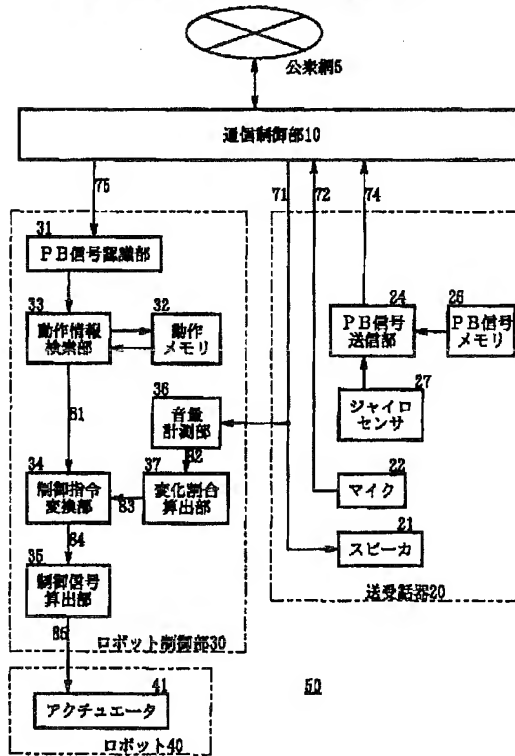 公衆網5
通信制御部10
75
71
72
74
31
PB信号認識部
33
動作情報
検索部
32
動作
メモリ
24
PB信号
送信部
26
PB信号
メモリ
27
ジャイロ
センサ
36
音量
計測部
81
82
34
制御指令
変換部
83
37
変化割合
算出部
22
マイク
21
スピーカ
84
35
制御信号
算出部
送受話器20
85
ロボット制御部30
41
アクチュエータ
ロボット40
50